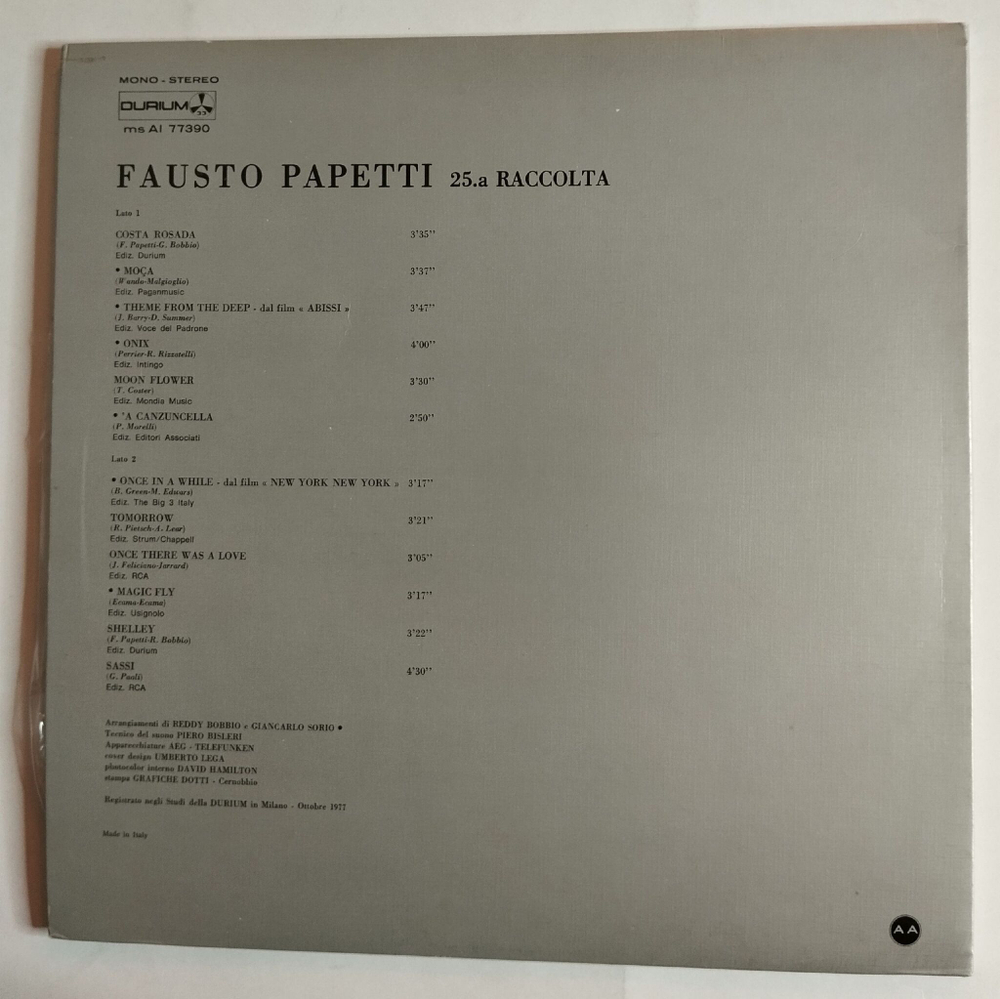 MONO - STEREO
DURIUM 33
ms AI 77390
FAUSTO PAPETTI 25.a RACCOLTA
Lato 1
COSTA ROSADA 3'35''
(F. Papetti-G. Bobbio)
Ediz. Durium
• MOÇA 3'37''
(Wando-Malgioglio)
Ediz. Paganmusic
• THEME FROM THE DEEP - dal film « ABISSI » 3'47''
(J. Barry-D. Summer)
Ediz. Voce del Padrone
• ONIX 4'00''
(Perrier-R. Rizzatelli)
Ediz. Intingo
MOON FLOWER 3'30''
(T. Coster)
Ediz. Mondia Music
• 'A CANZUNCELLA 2'50''
(P. Morelli)
Ediz. Editori Associati
Lato 2
• ONCE IN A WHILE - dal film « NEW YORK NEW YORK » 3'17''
(B. Green-M. Edwars)
Ediz. The Big 3 Italy
TOMORROW 3'21''
(R. Pietsch-A. Lear)
Ediz. Strum/Chappell
ONCE THERE WAS A LOVE 3'05''
(J. Feliciano-Jarrard)
Ediz. RCA
• MAGIC FLY 3'17''
(Ecama-Ecama)
Ediz. Usignolo
SHELLEY 3'22''
(F. Papetti-R. Bobbio)
Ediz. Durium
SASSI 4'30''
(G. Paoli)
Ediz. RCA
Arrangiamenti di REDDY BOBBIO e GIANCARLO SORIO •
Tecnico del suono PIERO BISLERI
Apparecchiature AEG - TELEFUNKEN
cover design UMBERTO LEGA
photocolor interno DAVID HAMILTON
stampa GRAFICHE DOTTI - Cernobbio
Registrato negli Studi della DURIUM in Milano - Ottobre 1977
Made in Italy
AA